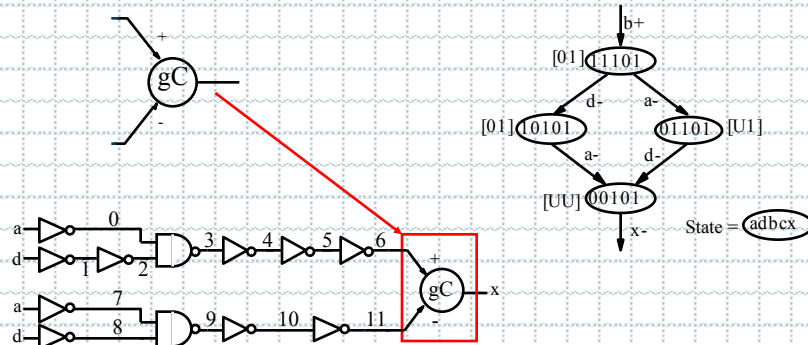 +
gC
-
b+
[01] 11101
d- a-
[01] 10101
01101 [U1]
a- d-
[UU] 00101
x-
State = adbcx
a 0
3 4 5 6
d 1 2
+
gC x
-
a 7
9 10 11
d 8